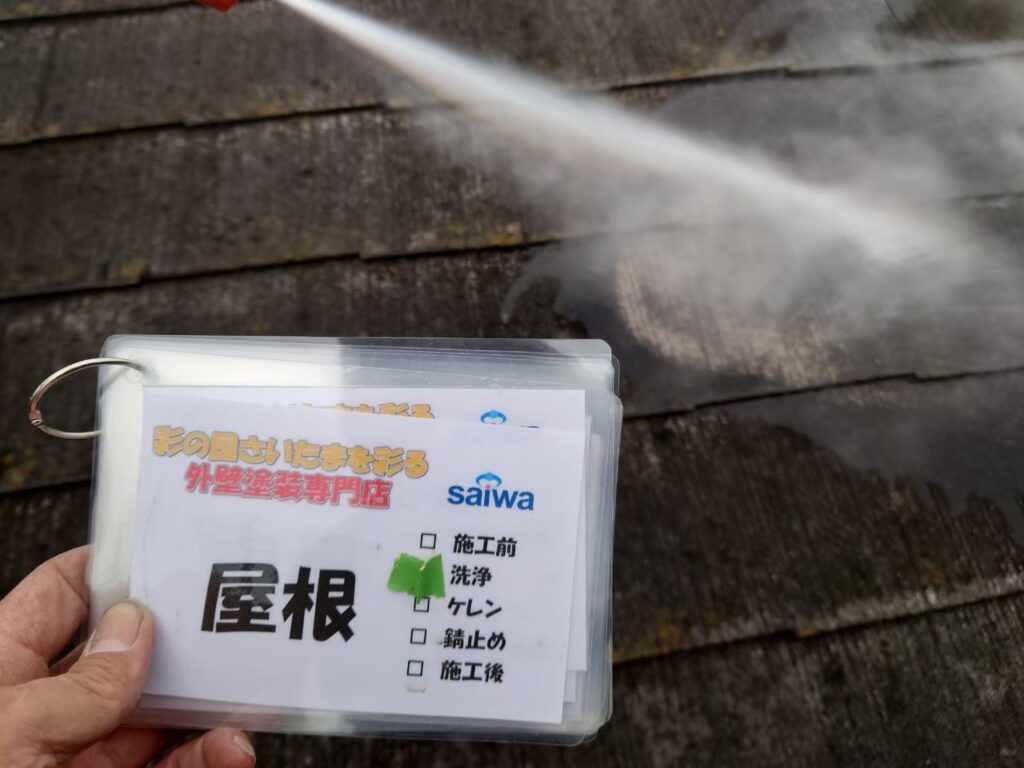 彩の国さいたまを彩る
外壁塗装専門店
saiwa
屋根
□ 施工前
洗浄
□ ケレン
□ 錆止め
□ 施工後